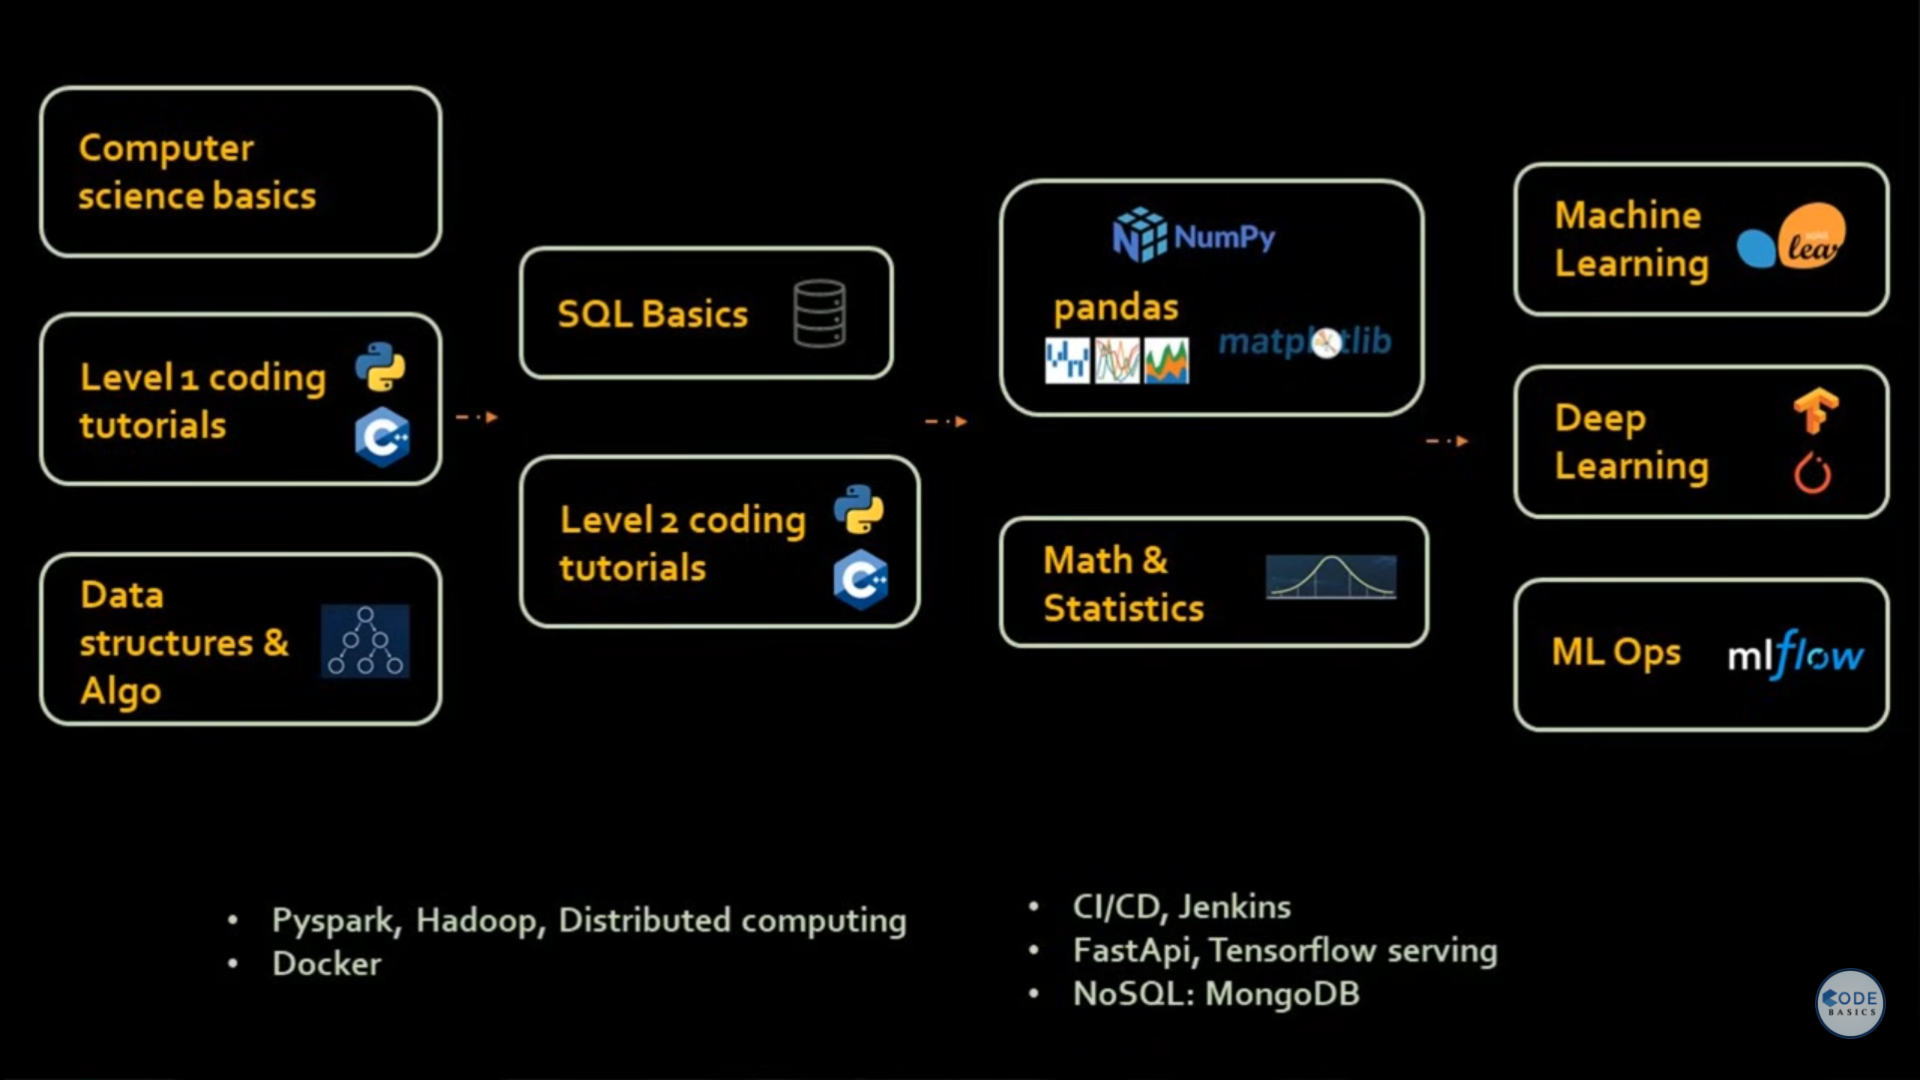 Computer
science basics
Level 1 coding
tutorials
Data
structures &
Algo
SQL Basics
Level 2 coding
tutorials
NumPy
pandas
matplotlib
Math &
Statistics
Machine
Learning
lear
Deep
Learning
ML Ops
mlflow
• Pyspark, Hadoop, Distributed computing
• Docker
• CI/CD, Jenkins
• FastApi, Tensorflow serving
• NoSQL: MongoDB
CODE
BASICS